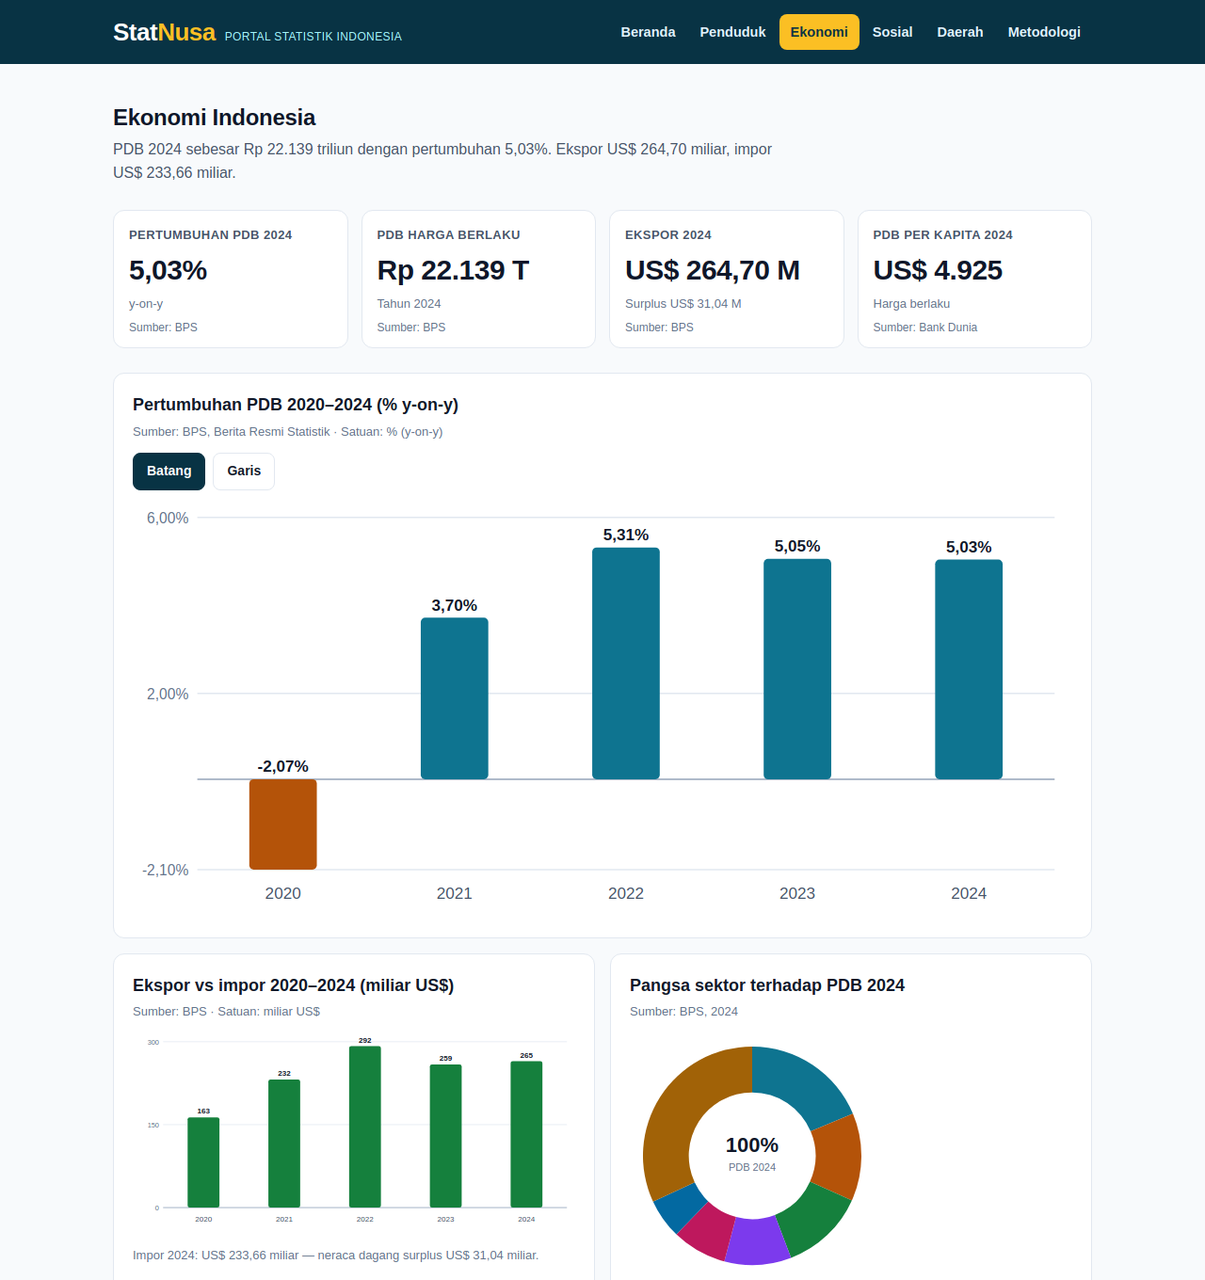 StatNusa PORTAL STATISTIK INDONESIA
Beranda Penduduk Ekonomi Sosial Daerah Metodologi
Ekonomi Indonesia
PDB 2024 sebesar Rp 22.139 triliun dengan pertumbuhan 5,03%. Ekspor US$ 264,70 miliar, impor
US$ 233,66 miliar.
PERTUMBUHAN PDB 2024
5,03%
y-on-y
Sumber: BPS
PDB HARGA BERLAKU
Rp 22.139 T
Tahun 2024
Sumber: BPS
EKSPOR 2024
US$ 264,70 M
Surplus US$ 31,04 M
Sumber: BPS
PDB PER KAPITA 2024
US$ 4.925
Harga berlaku
Sumber: Bank Dunia
Pertumbuhan PDB 2020–2024 (% y-on-y)
Sumber: BPS, Berita Resmi Statistik · Satuan: % (y-on-y)
Batang Garis
6,00%
2,00%
-2,10%
-2,07%
3,70%
5,31%
5,05%
5,03%
2020 2021 2022 2023 2024
Ekspor vs impor 2020–2024 (miliar US$)
Sumber: BPS · Satuan: miliar US$
300
150
0
163
232
292
259
265
2020 2021 2022 2023 2024
Impor 2024: US$ 233,66 miliar — neraca dagang surplus US$ 31,04 miliar.
Pangsa sektor terhadap PDB 2024
Sumber: BPS, 2024
100%
PDB 2024